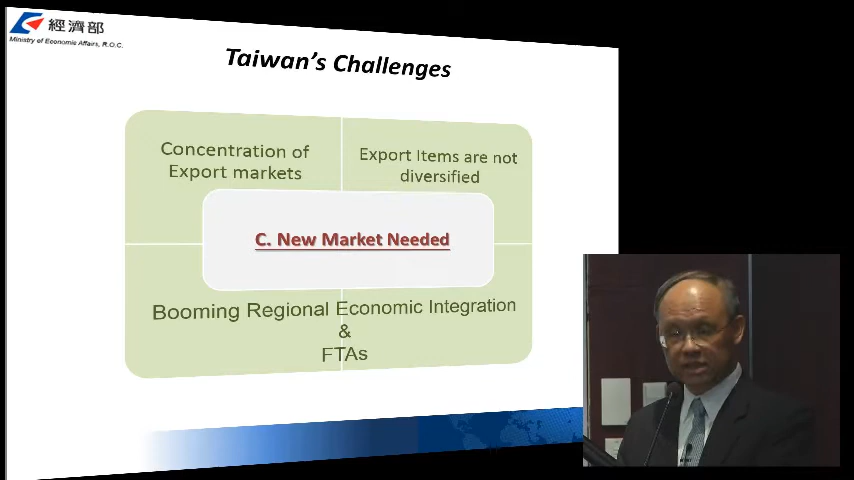 經濟部
Ministry of Economic Affairs, R.O.C.
Taiwan's Challenges
Concentration of
Export markets
Export Items are not
diversified
C. New Market Needed
Booming Regional Economic Integration
&
FTAs